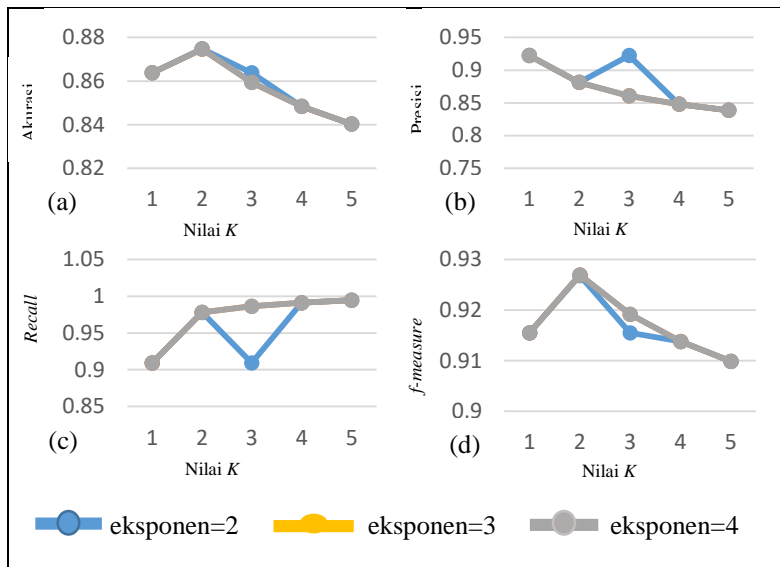 0.88
0.86
0.84
0.82
Akurasi
(a)
1 2 3 4 5
Nilai K
0.95
0.9
0.85
0.8
0.75
Presisi
(b)
1 2 3 4 5
Nilai K
1.05
1
0.95
0.9
0.85
Recall
(c)
1 2 3 4 5
Nilai K
0.93
0.92
0.91
0.9
f-measure
(d)
1 2 3 4 5
Nilai K
eksponen=2 eksponen=3 eksponen=4